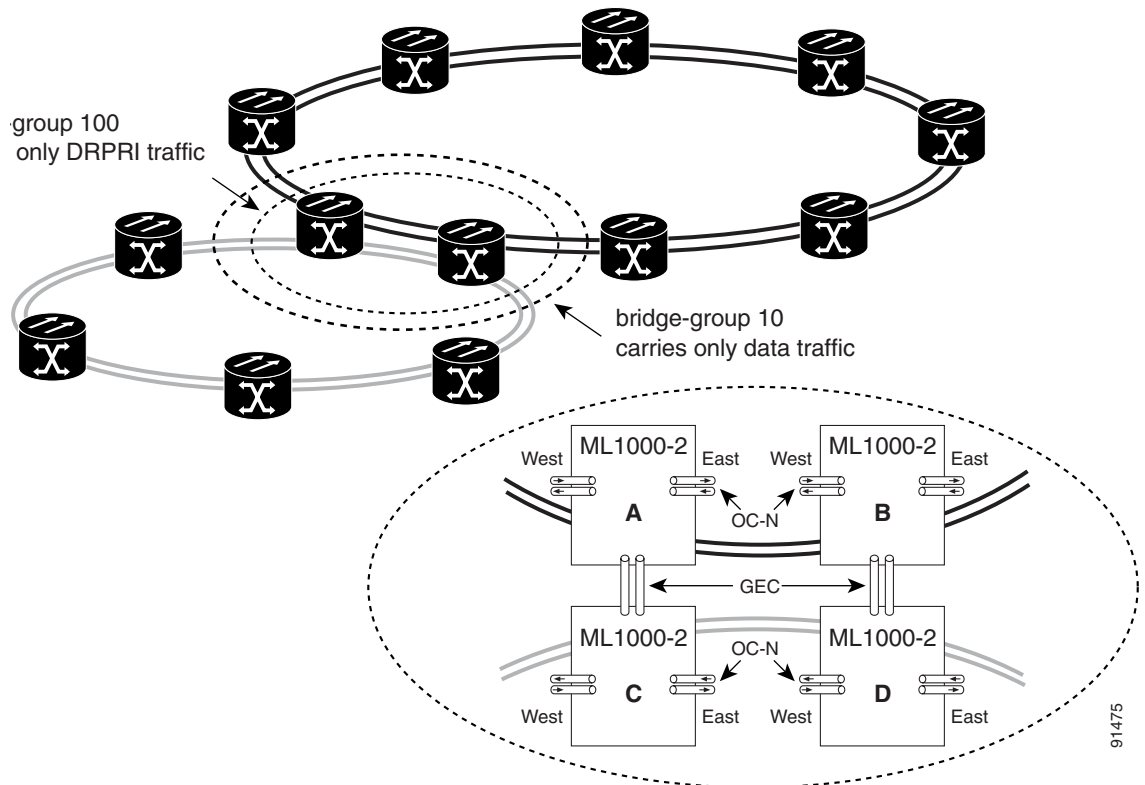 -group 100
only DRPRI traffic
bridge-group 10
carries only data traffic
ML1000-2
ML1000-2
West
East
West
East
OC-N
A
B
GEC
ML1000-2
ML1000-2
OC-N
C
D
West
East
West
East
91475